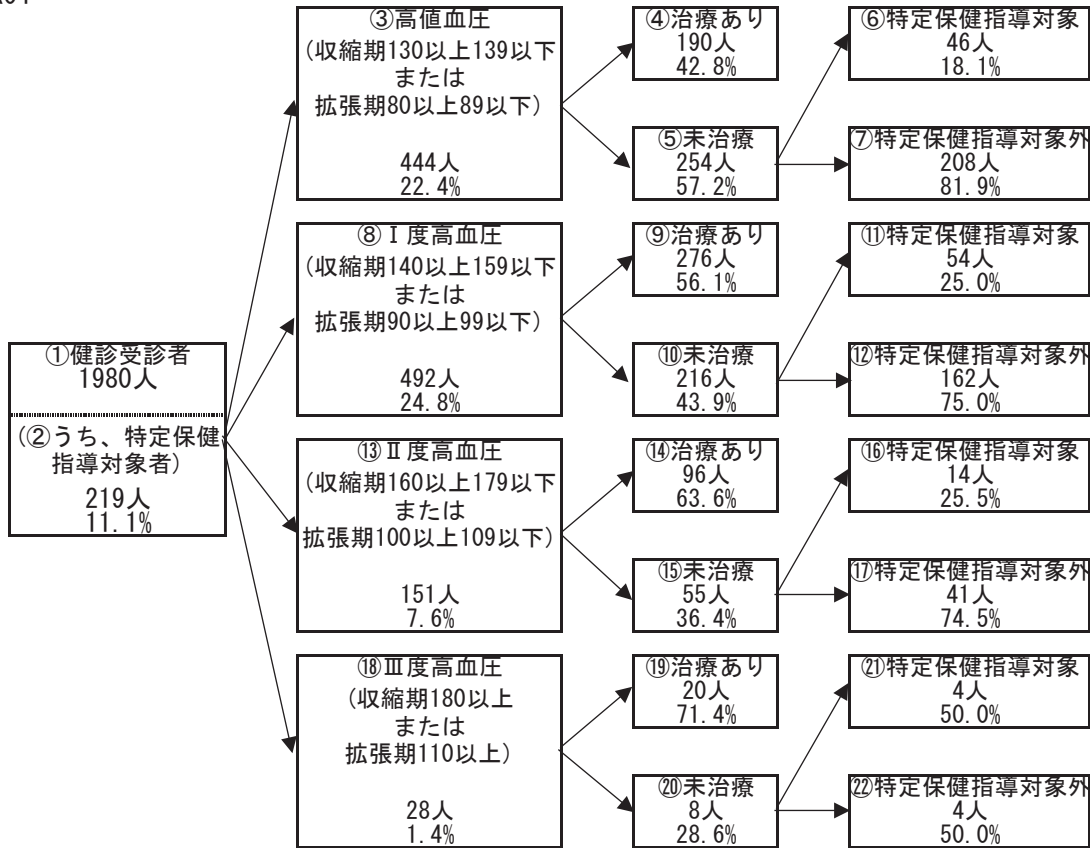 ①健診受診者
1980人
(②うち、特定保健
指導対象者)
219人
11.1%
③高値血圧
(収縮期130以上139以下
または
拡張期80以上89以下)
444人
22.4%
④治療あり
190人
42.8%
⑤未治療
254人
57.2%
⑥特定保健指導対象
46人
18.1%
⑦特定保健指導対象外
208人
81.9%
⑧Ⅰ度高血圧
(収縮期140以上159以下
または
拡張期90以上99以下)
492人
24.8%
⑨治療あり
276人
56.1%
⑩未治療
216人
43.9%
⑪特定保健指導対象
54人
25.0%
⑫特定保健指導対象外
162人
75.0%
⑬Ⅱ度高血圧
(収縮期160以上179以下
または
拡張期100以上109以下)
151人
7.6%
⑭治療あり
96人
63.6%
⑮未治療
55人
36.4%
⑯特定保健指導対象
14人
25.5%
⑰特定保健指導対象外
41人
74.5%
⑱Ⅲ度高血圧
(収縮期180以上
または
拡張期110以上)
28人
1.4%
⑲治療あり
20人
71.4%
⑳未治療
8人
28.6%
㉑特定保健指導対象
4人
50.0%
㉒特定保健指導対象外
4人
50.0%